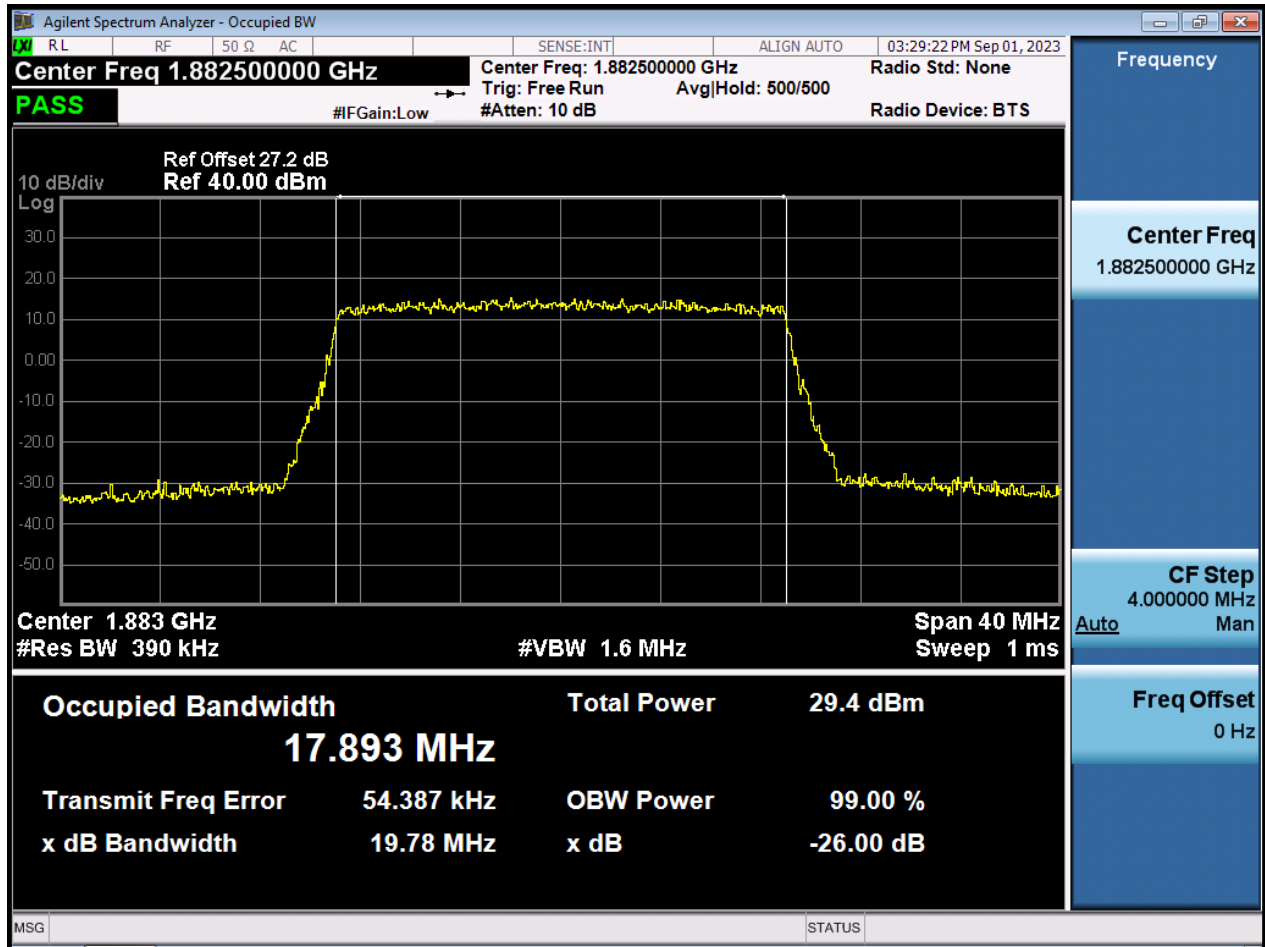 Agilent Spectrum Analyzer - Occupied BW
LXI RL RF 50 Ω AC SENSE:INT ALIGN AUTO 03:29:22 PM Sep 01, 2023
Center Freq 1.882500000 GHz
Center Freq: 1.882500000 GHz Radio Std: None
Trig: Free Run Avg|Hold: 500/500
PASS
#IFGain:Low #Atten: 10 dB Radio Device: BTS
Ref Offset 27.2 dB
10 dB/div Ref 40.00 dBm
Log
30.0
20.0
10.0
0.00
-10.0
-20.0
-30.0
-40.0
-50.0
Center 1.883 GHz Span 40 MHz
#Res BW 390 kHz #VBW 1.6 MHz Sweep 1 ms
Occupied Bandwidth Total Power 29.4 dBm
17.893 MHz
Transmit Freq Error 54.387 kHz OBW Power 99.00 %
x dB Bandwidth 19.78 MHz x dB -26.00 dB
MSG STATUS
Frequency
Center Freq
1.882500000 GHz
CF Step
4.000000 MHz
Auto Man
Freq Offset
0 Hz